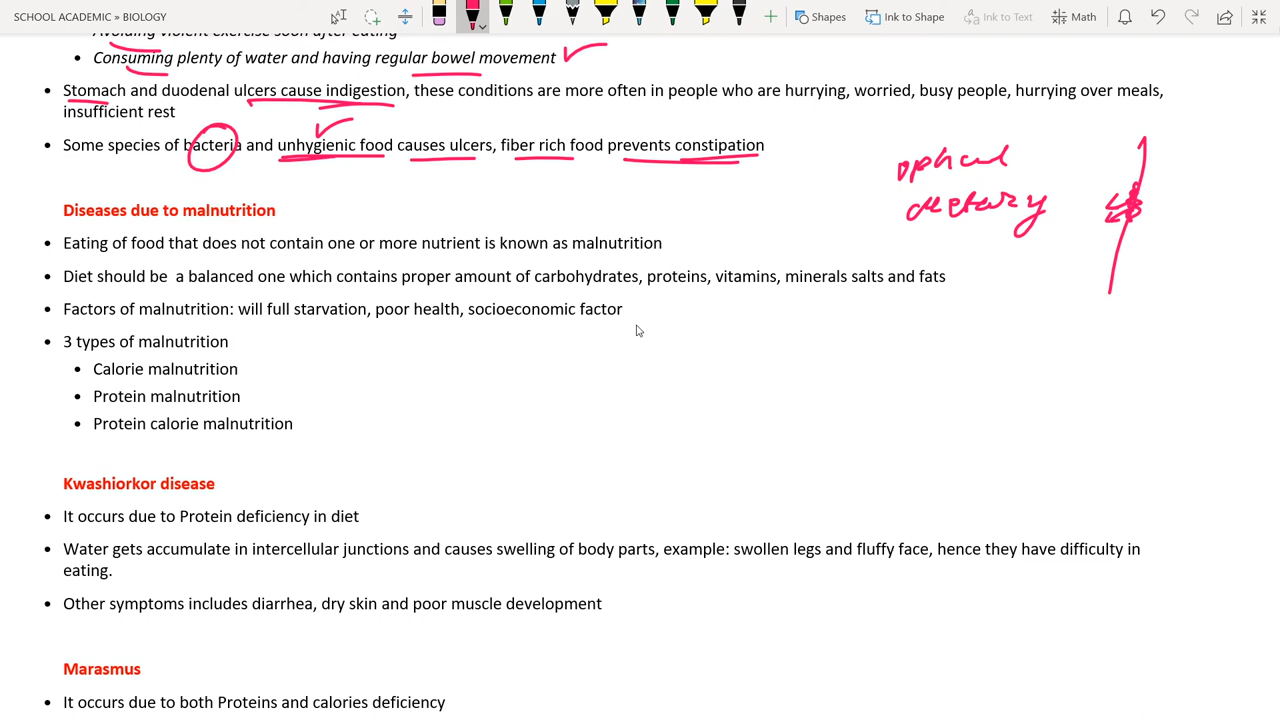 SCHOOL ACADEMIC » BIOLOGY
Shapes
Ink to Shape
Ink to Text
Math
Avoiding violent exercise soon after eating
• Consuming plenty of water and having regular bowel movement
• Stomach and duodenal ulcers cause indigestion, these conditions are more often in people who are hurrying, worried, busy people, hurrying over meals,
insufficient rest
• Some species of bacteria and unhygienic food causes ulcers, fiber rich food prevents constipation
dietary
Diseases due to malnutrition
• Eating of food that does not contain one or more nutrient is known as malnutrition
• Diet should be a balanced one which contains proper amount of carbohydrates, proteins, vitamins, minerals salts and fats
• Factors of malnutrition: will full starvation, poor health, socioeconomic factor
• 3 types of malnutrition
• Calorie malnutrition
• Protein malnutrition
• Protein calorie malnutrition
Kwashiorkor disease
• It occurs due to Protein deficiency in diet
• Water gets accumulate in intercellular junctions and causes swelling of body parts, example: swollen legs and fluffy face, hence they have difficulty in
eating.
• Other symptoms includes diarrhea, dry skin and poor muscle development
Marasmus
• It occurs due to both Proteins and calories deficiency